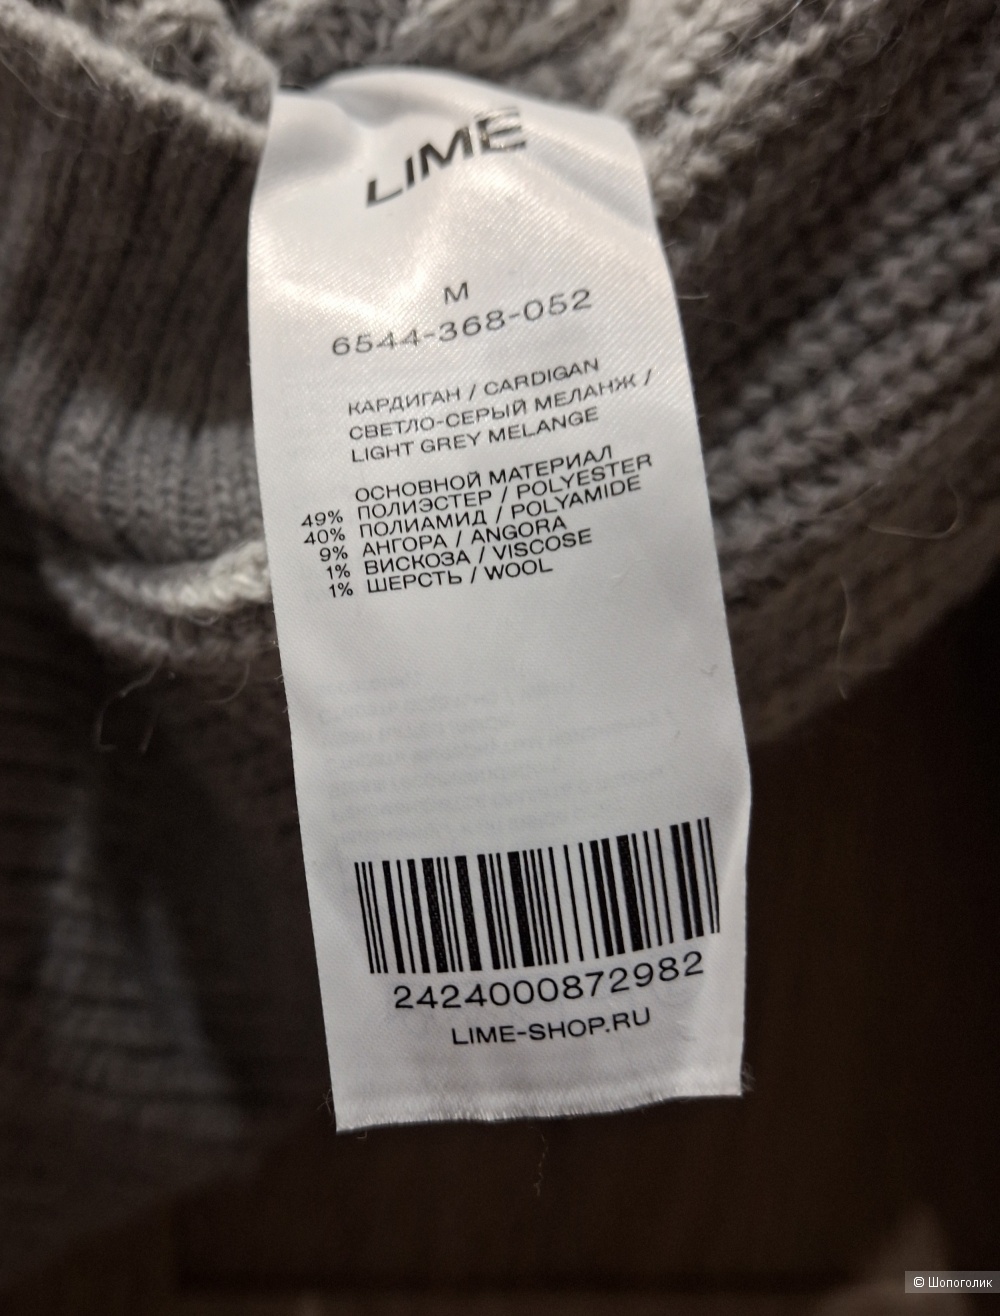 LIME
M
6544-368-052
КАРДИГАН / CARDIGAN
СВЕТЛО-СЕРЫЙ МЕЛАНЖ /
LIGHT GREY MELANGE
ОСНОВНОЙ МАТЕРИАЛ
49% ПОЛИЭСТЕР / POLYESTER
40% ПОЛИАМИД / POLYAMIDE
9% АНГОРА / ANGORA
1% ВИСКОЗА / VISCOSE
1% ШЕРСТЬ / WOOL
2424000872982
LIME-SHOP.RU
© Шопоголик